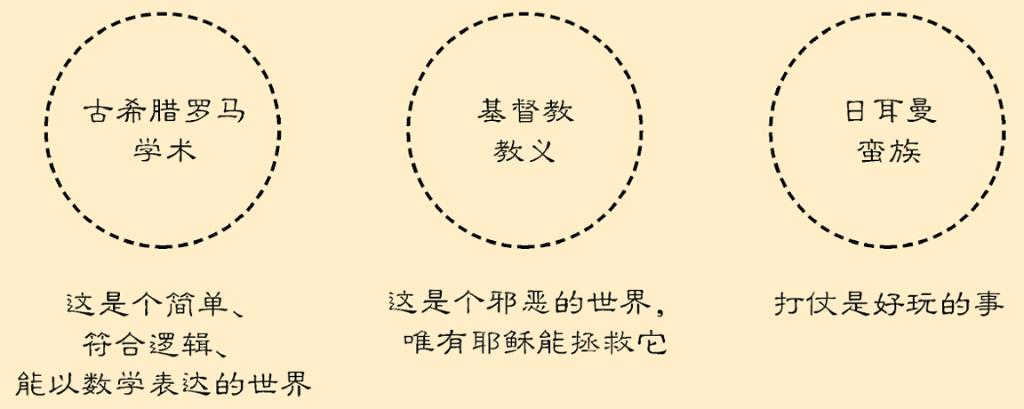 古希腊罗马
学术
基督教
教义
日耳曼
蛮族
这是个简单、
符合逻辑、
能以数学表达的世界
这是个邪恶的世界，
唯有耶稣能拯救它
打仗是好玩的事